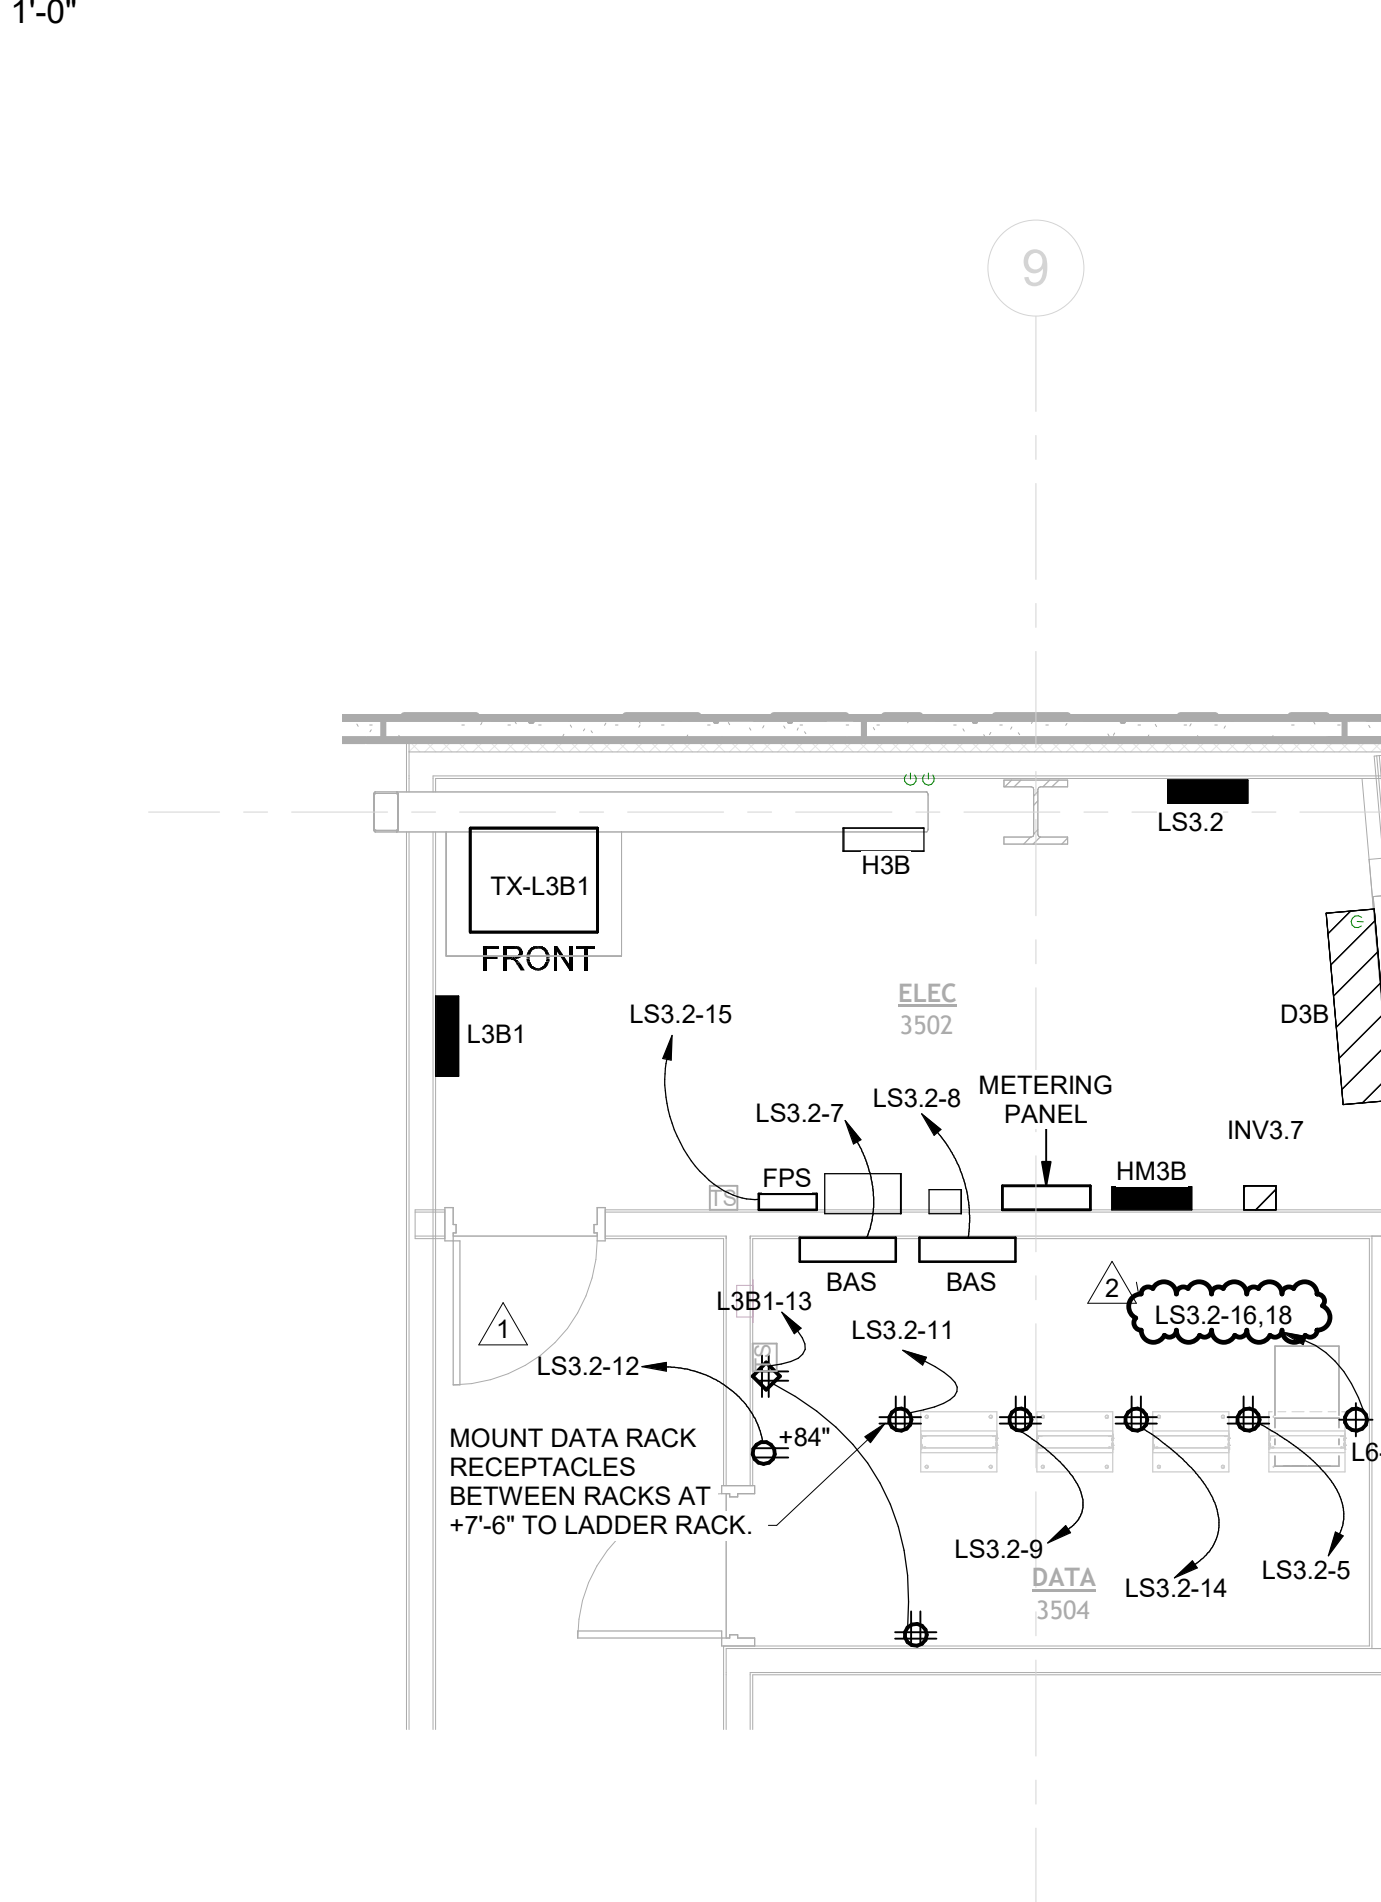 1'-0"
9
LS3.2
H3B
TX-L3B1
FRONT
ELEC
3502
LS3.2-15
D3B
L3B1
METERING
PANEL
LS3.2-8
LS3.2-7
INV3.7
HM3B
FPS
TS
BAS
BAS
2
L3B1-13
LS3.2-16,18
1
LS3.2-11
LS3.2-12
+84"
MOUNT DATA RACK
RECEPTACLES
BETWEEN RACKS AT
+7'-6" TO LADDER RACK.
LS3.2-9
LS3.2-5
DATA
3504
LS3.2-14